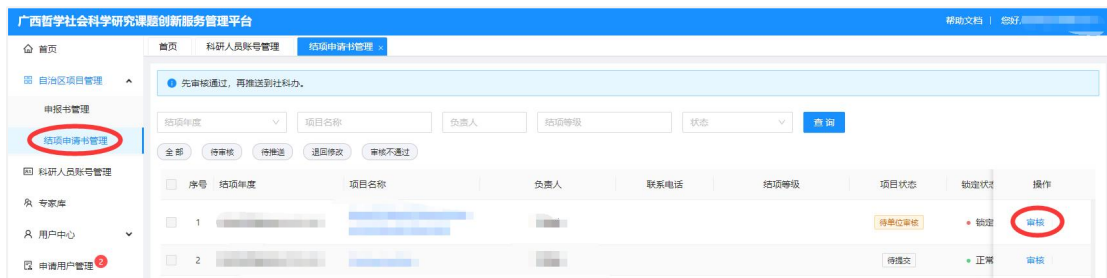 广西哲学社会科学研究课题创新服务管理平台
帮助文档 | 您好,
首页
自治区项目管理
申报书管理
结项申请书管理
科研人员账号管理
专家库
用户中心
申请用户管理 2
首页 科研人员账号管理 结项申请书管理 ×
先审核通过，再推送到社科办。
结项年度 项目名称 负责人 结项等级 状态 查询
全部 待审核 待推送 退回修改 审核不通过
序号 结项年度 项目名称 负责人 联系电话 结项等级 项目状态 锁定状态 操作
1 待单位审核 锁定 审核
2 待提交 正常 审核